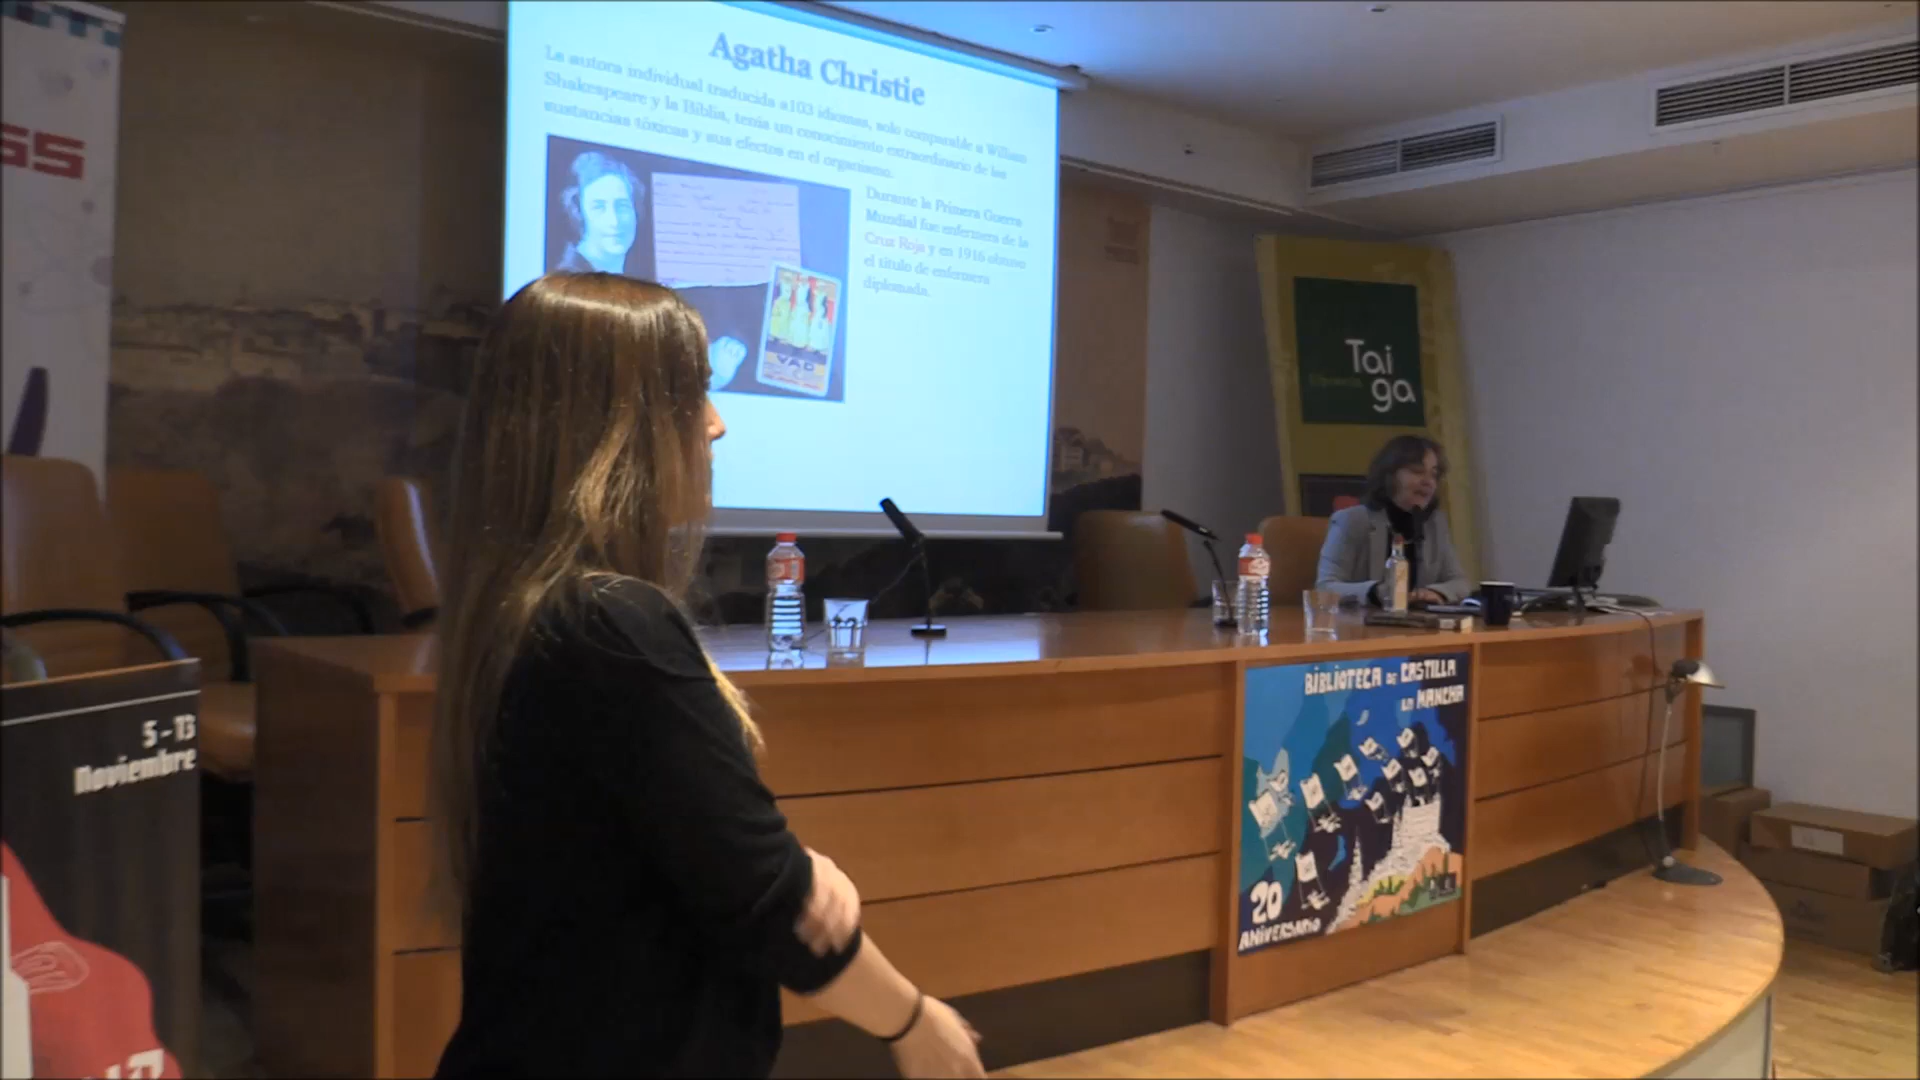 Agatha Christie
La autora individual traducida a103 idiomas, solo comparable a William
Shakespeare y la Biblia, tenía un conocimiento extraordinario de las
sustancias tóxicas y sus efectos en el organismo.
Durante la Primera Guerra
Mundial fue enfermera de la
Cruz Roja y en 1916 obtuvo
el título de enfermera
diplomada.
VAD
SS
Tai
ga
5-13
Noviembre
BIBLIOTECA DE CASTILLA
LA MANCHA
20
ANIVERSARIO